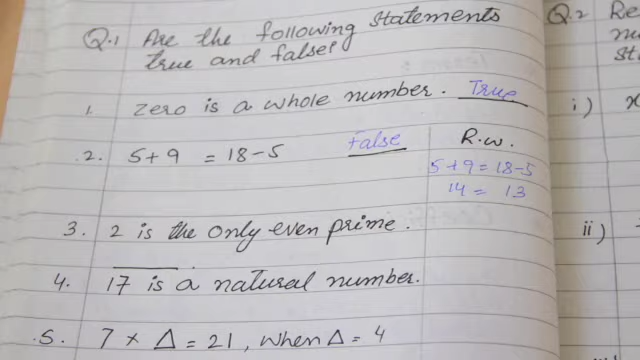 Q.1 Are the following statements
true and false?
1. zero is a whole number. True
2. 5+9 = 18-5 False
R.w.
5+9=18-5
14 = 13
3. 2 is the only even prime.
4. 17 is a natural number.
5. 7 × Δ = 21, when Δ = 4
Q.2 Re
i)
ii)